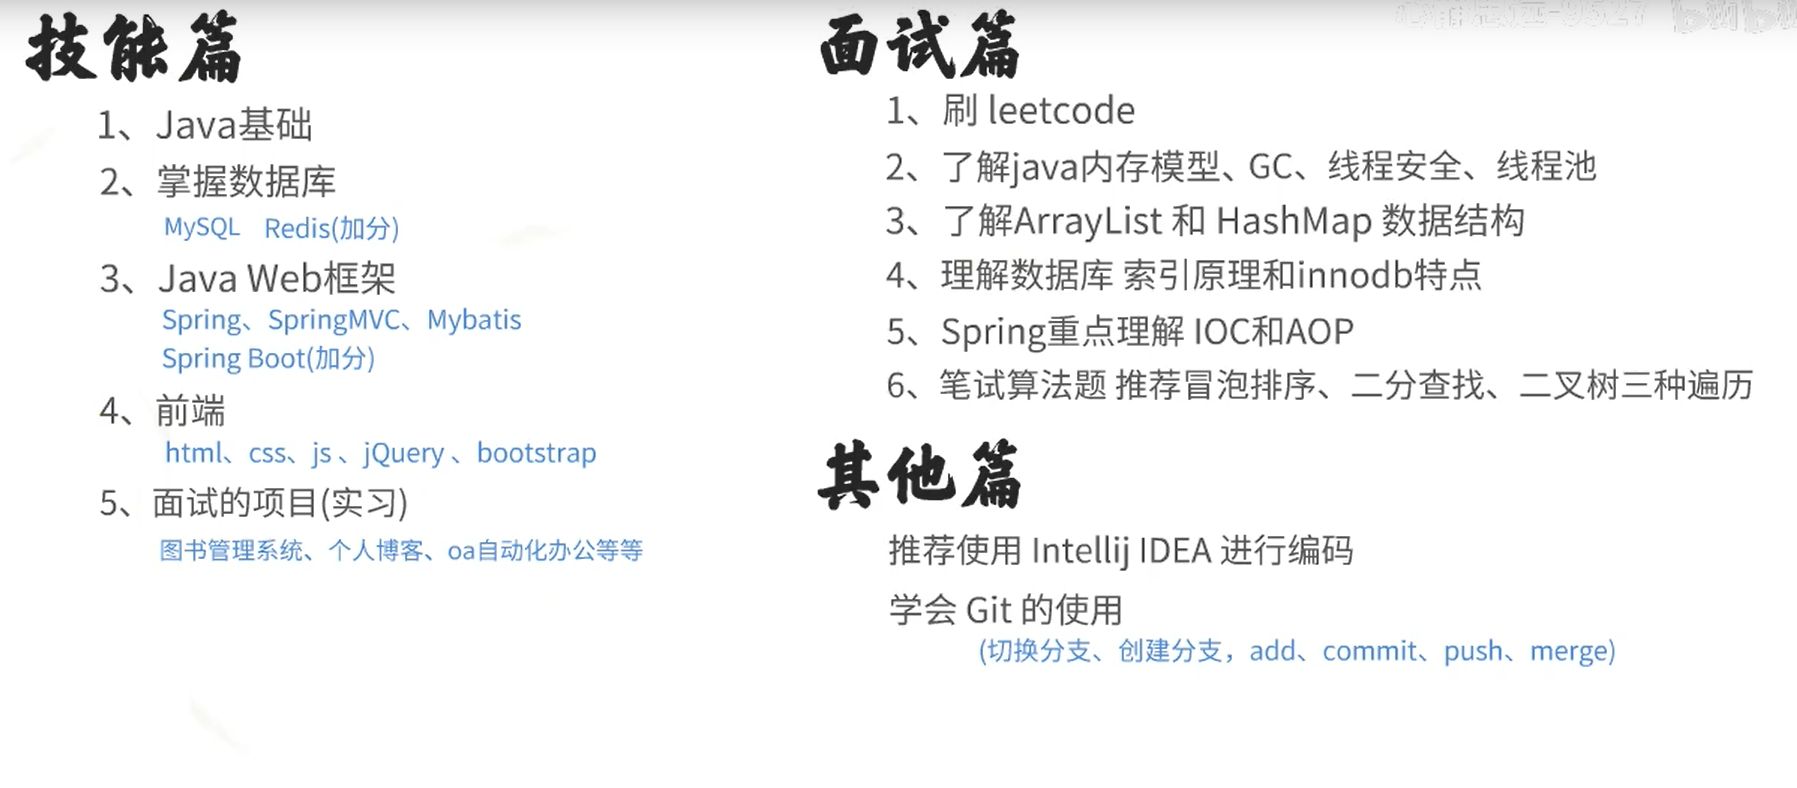 技能篇
1、Java基础
2、掌握数据库
MySQL Redis(加分)
3、Java Web框架
Spring、SpringMVC、Mybatis
Spring Boot(加分)
4、前端
html、css、js 、jQuery 、bootstrap
5、面试的项目(实习)
图书管理系统、个人博客、oa自动化办公等等
面试篇
1、刷 leetcode
2、了解java内存模型、GC、线程安全、线程池
3、了解ArrayList 和 HashMap 数据结构
4、理解数据库 索引原理和innodb特点
5、Spring重点理解 IOC和AOP
6、笔试算法题 推荐冒泡排序、二分查找、二叉树三种遍历
其他篇
推荐使用 Intellij IDEA 进行编码
学会 Git 的使用
(切换分支、创建分支，add、commit、push、merge)